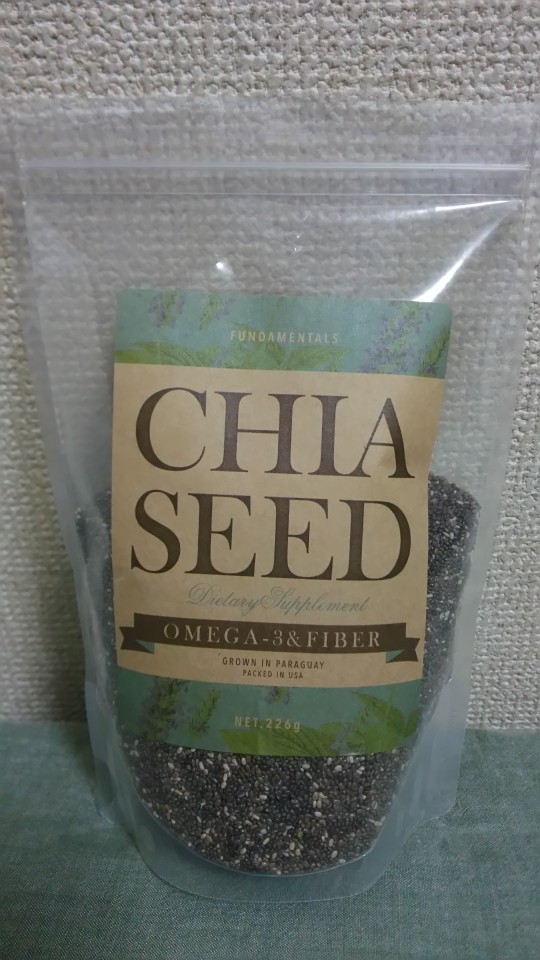 FUNDAMENTALS
CHIA
SEED
Dietary Supplement
OMEGA-3&FIBER
GROWN IN PARAGUAY
PACKED IN USA
NET.226g